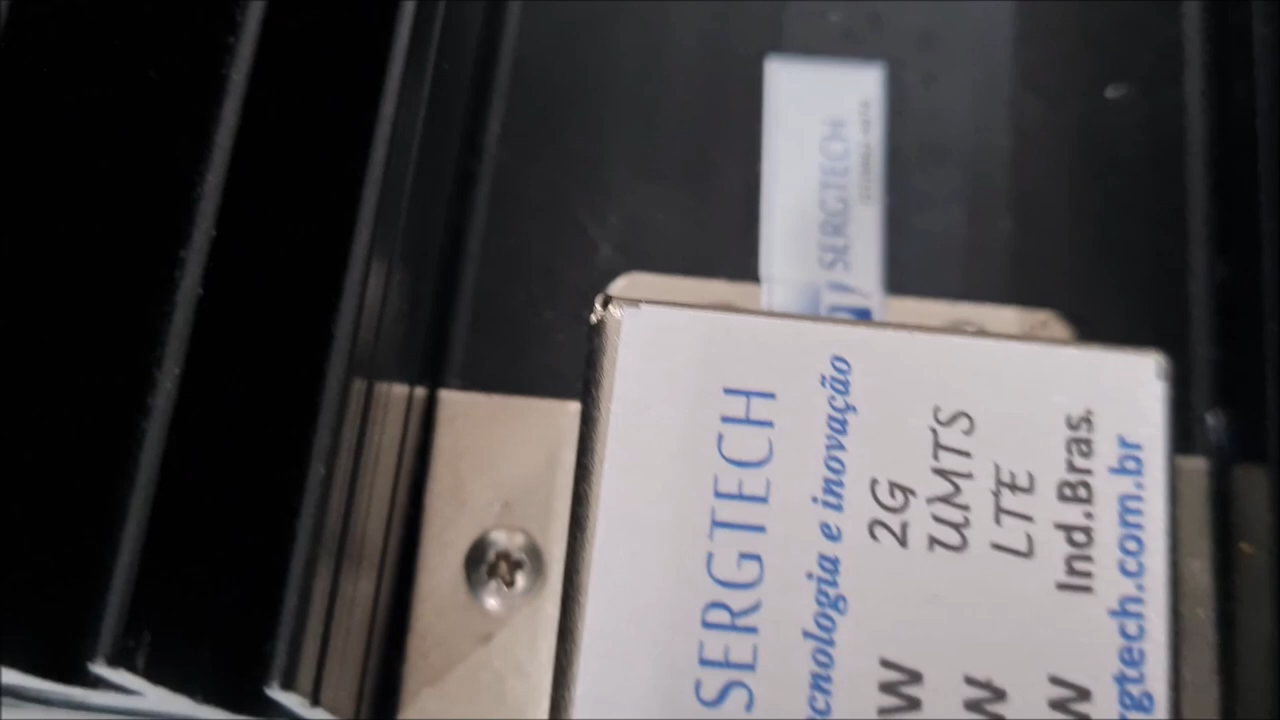 SERGTECH
SERGTECH
cnologia e inovação
W 2G
W UMTS
W LTE
Ind.Bras.
rgtech.com.br